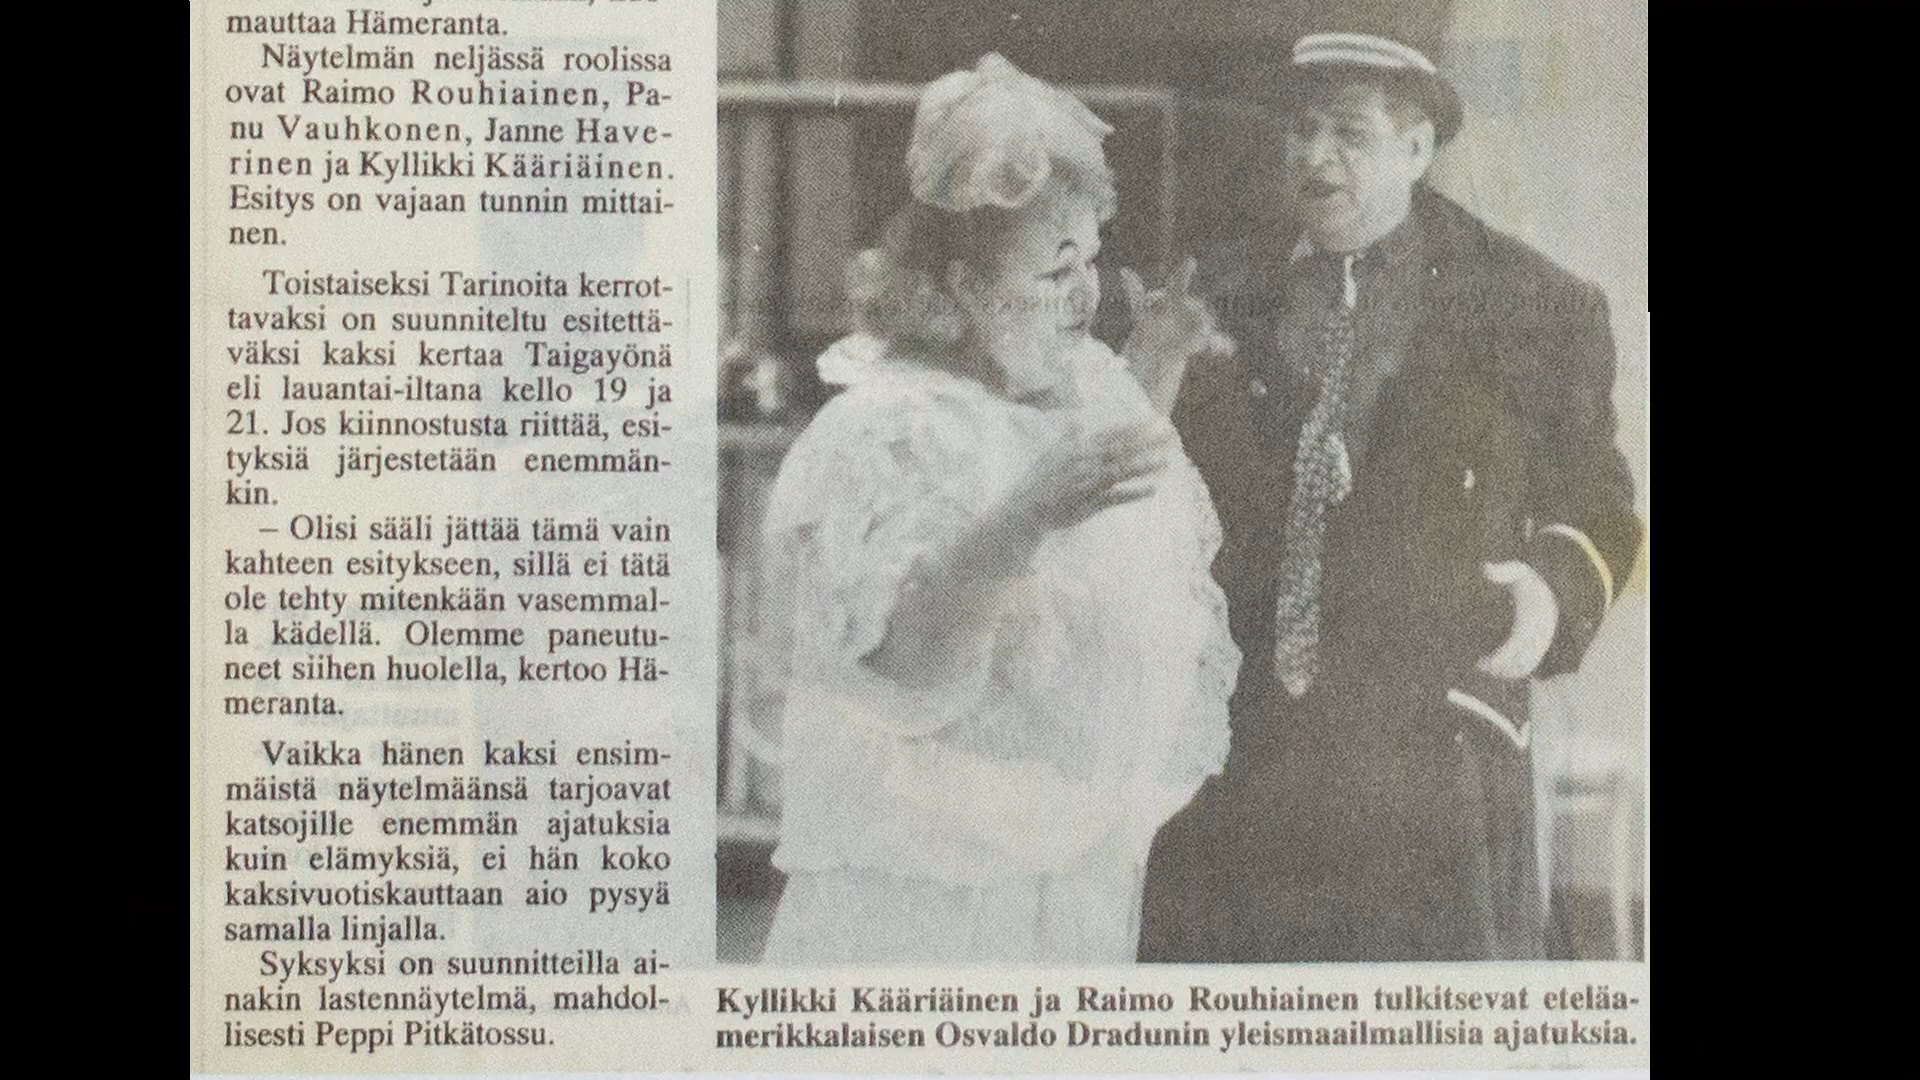 mauttaa Hämeranta.
Näytelmän neljässä roolissa
ovat Raimo Rouhiainen, Pa-
nu Vauhkonen, Janne Have-
rinen ja Kyllikki Kääriäinen.
Esitys on vajaan tunnin mittai-
nen.
Toistaiseksi Tarinoita kerrot-
tavaksi on suunniteltu esitettä-
väksi kaksi kertaa Taigayönä
eli lauantai-iltana kello 19 ja
21. Jos kiinnostusta riittää, esi-
tyksiä järjestetään enemmän-
kin.
– Olisi sääli jättää tämä vain
kahteen esitykseen, sillä ei tätä
ole tehty mitenkään vasemmal-
la kädellä. Olemme paneutu-
neet siihen huolella, kertoo Hä-
meranta.
Vaikka hänen kaksi ensim-
mäistä näytelmäänsä tarjoavat
katsojille enemmän ajatuksia
kuin elämyksiä, ei hän koko
kaksivuotiskauttaan aio pysyä
samalla linjalla.
Syksyksi on suunnitteilla ai-
nakin lastennäytelmä, mahdol-
lisesti Peppi Pitkätossu.
Kyllikki Kääriäinen ja Raimo Rouhiainen tulkitsevat eteläa-
merikkalaisen Osvaldo Dradunin yleismaailmallisia ajatuksia.